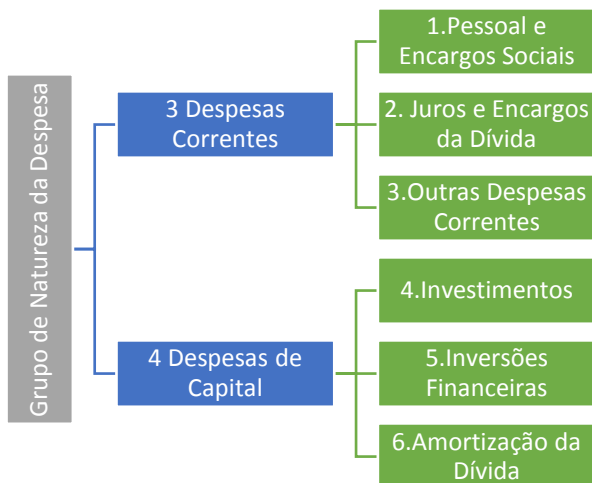 Grupo de Natureza da Despesa
3 Despesas
Correntes
1.Pessoal e
Encargos Sociais
2. Juros e Encargos
da Dívida
3.Outras Despesas
Correntes
4 Despesas de
Capital
4.Investimentos
5.Inversões
Financeiras
6.Amortização da
Dívida